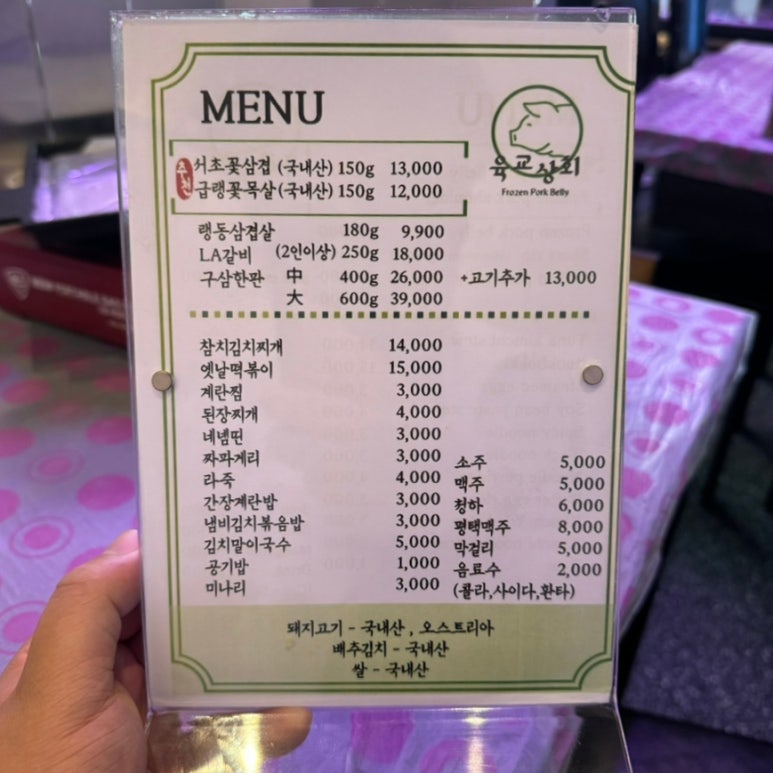 MENU
추천
서초꽃삼겹 (국내산) 150g 13,000
급랭꽃목살 (국내산) 150g 12,000
육교상회
Frozen Pork Belly
랭동삼겹살 180g 9,900
LA갈비 (2인이상) 250g 18,000
구삼한판 中 400g 26,000 +고기추가 13,000
大 600g 39,000
참치김치찌개 14,000
옛날떡볶이 15,000
계란찜 3,000
된장찌개 4,000
네넴띤 3,000
짜파게리 3,000
라죽 4,000
간장계란밥 3,000
냄비김치볶음밥 3,000
김치말이국수 5,000
공기밥 1,000
미나리 3,000
소주 5,000
맥주 5,000
청하 6,000
평택맥주 8,000
막걸리 5,000
음료수 2,000
(콜라,사이다,환타)
돼지고기 - 국내산 , 오스트리아
배추김치 - 국내산
쌀 - 국내산